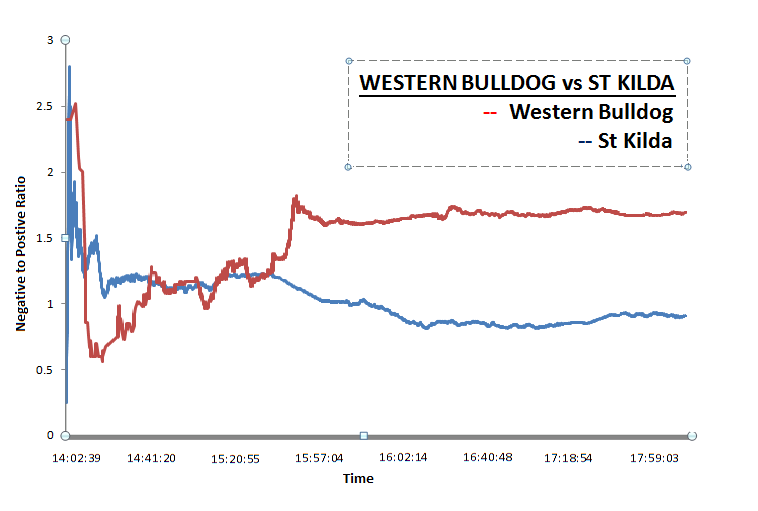 3
WESTERN BULLDOG vs ST KILDA
-- Western Bulldog
-- St Kilda
2.5
2
1.5
1
0.5
0
Negative to Postive Ratio
14:02:39 14:41:20 15:20:55 15:57:04 16:02:14 16:40:48 17:18:54 17:59:03
Time